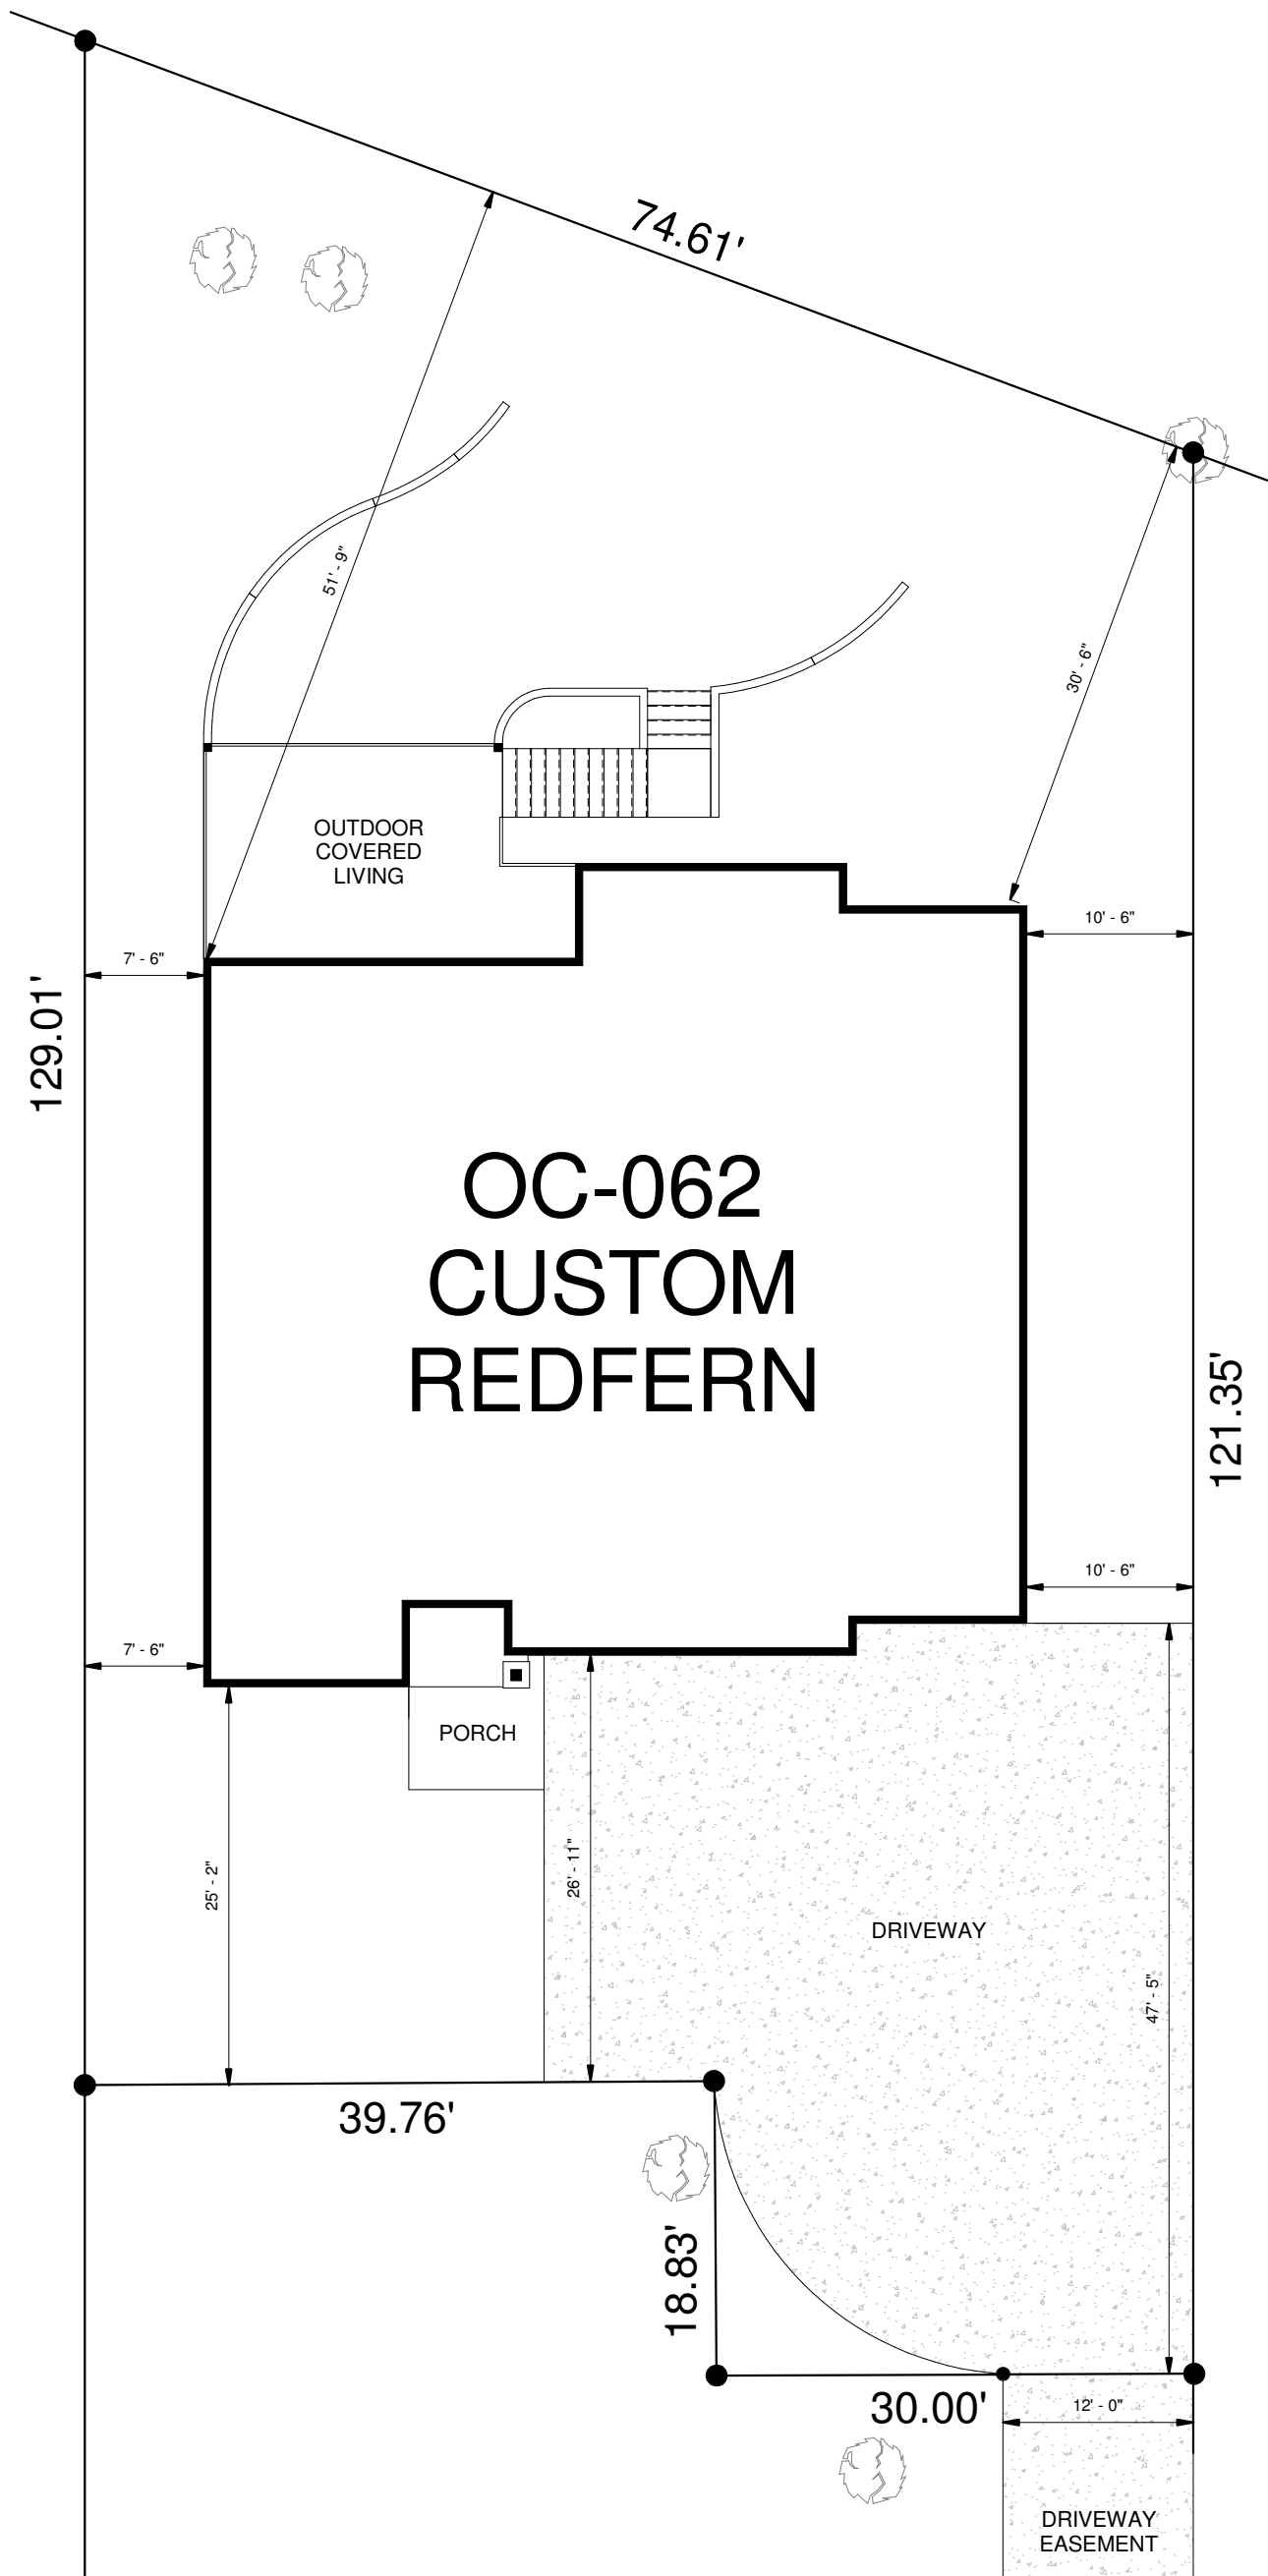 74.61'
51' - 9"
30' - 6"
OUTDOOR
COVERED
LIVING
10' - 6"
7' - 6"
129.01'
OC-062
CUSTOM
REDFERN
121.35'
10' - 6"
7' - 6"
PORCH
25' - 2"
26' - 11"
DRIVEWAY
47' - 5"
39.76'
18.83'
30.00'
12' - 0"
DRIVEWAY
EASEMENT